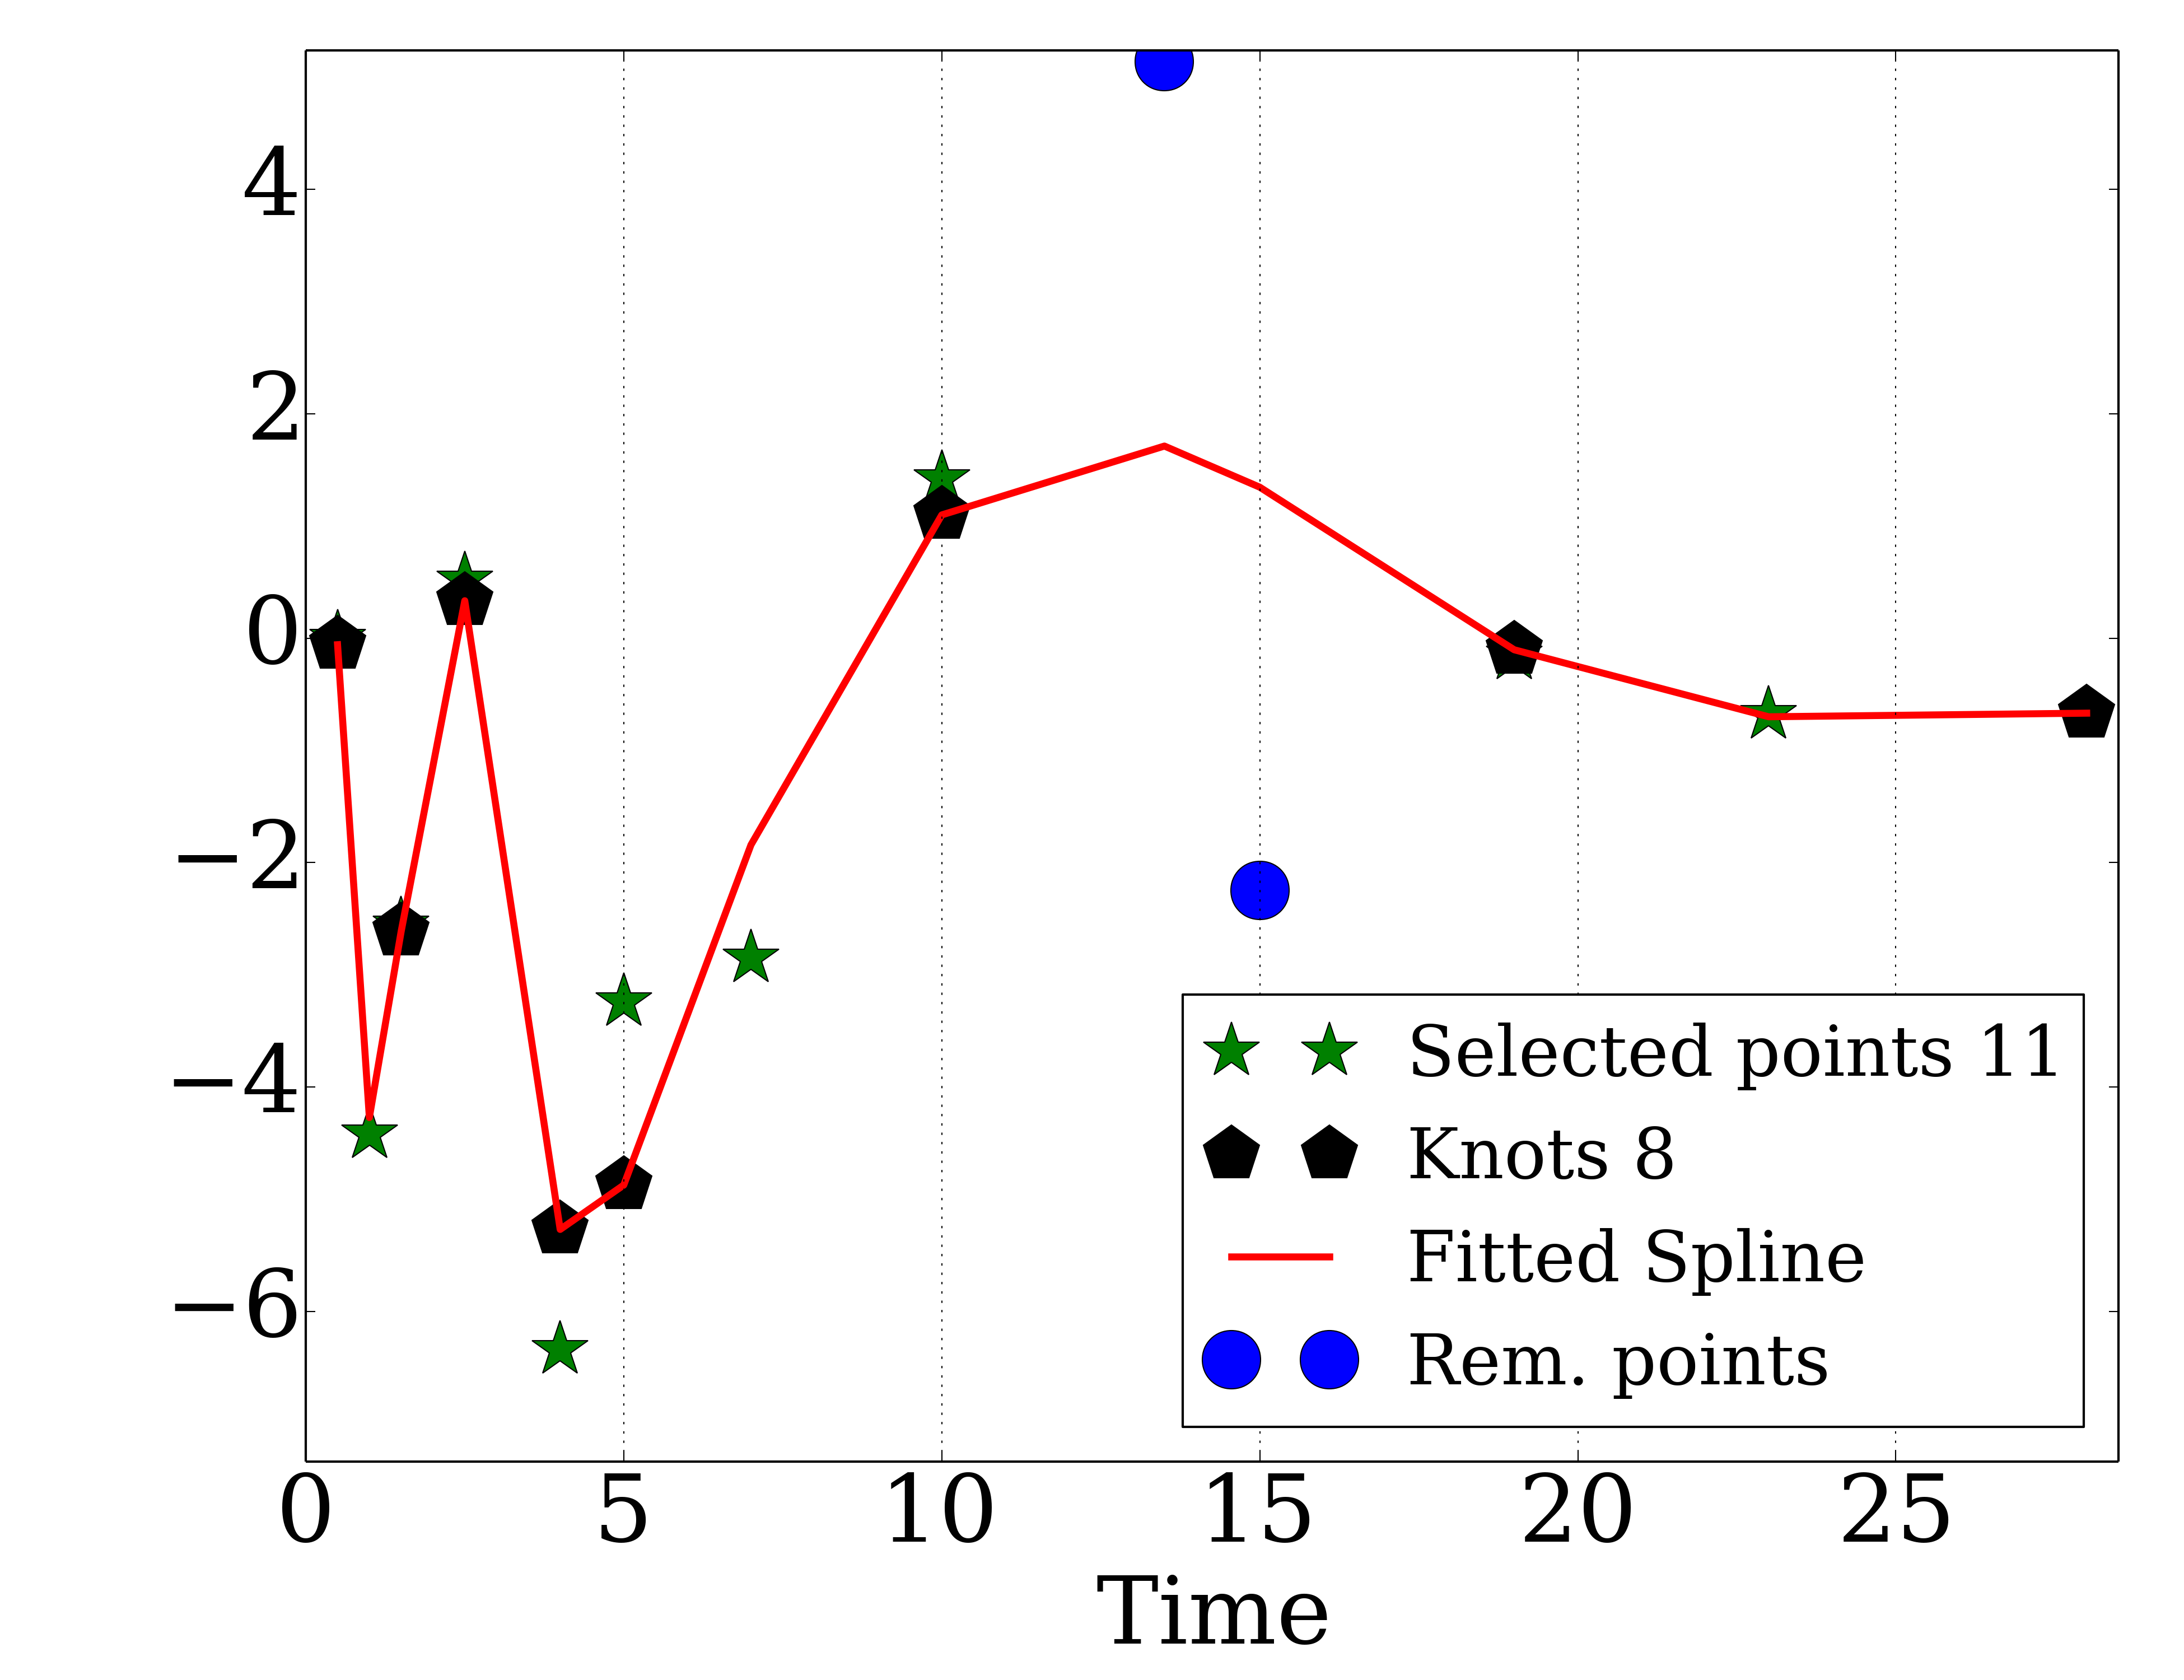 4
2
0
−2
−4
−6
0 5 10 15 20 25
Time
Selected points 11
Knots 8
Fitted Spline
Rem. points